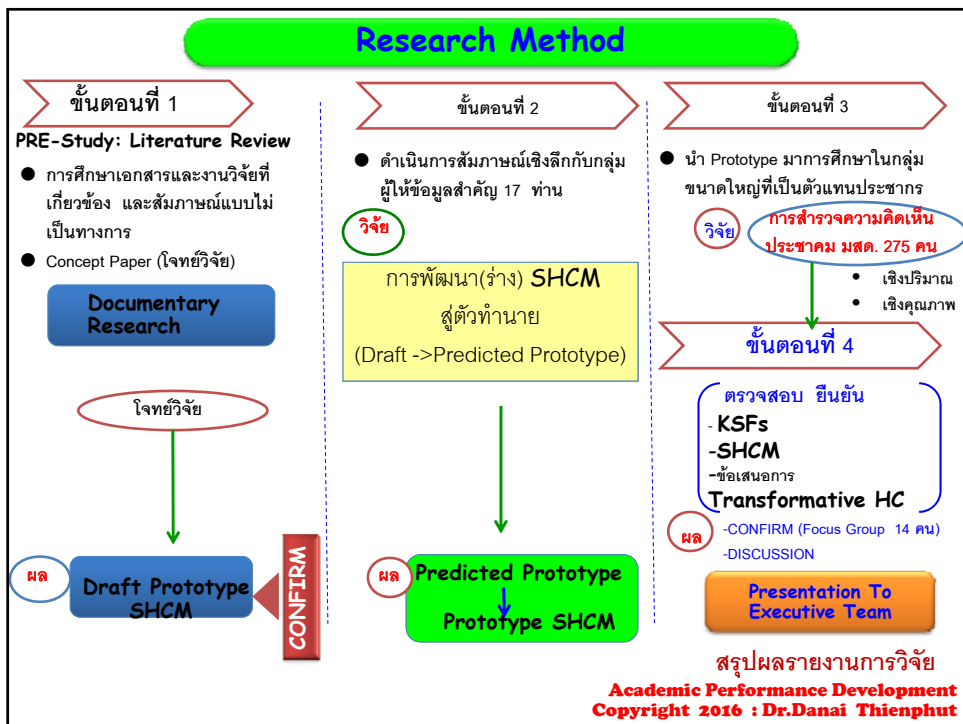 Research Method
ขั้นตอนที่ 1
PRE-Study: Literature Review
● การศึกษาเอกสารและงานวิจัยที่
เกี่ยวข้อง และสัมภาษณ์แบบไม่
เป็นทางการ
● Concept Paper (โจทย์วิจัย)
Documentary
Research
โจทย์วิจัย
ผล
Draft Prototype
SHCM
CONFIRM
ขั้นตอนที่ 2
● ดำเนินการสัมภาษณ์เชิงลึกกับกลุ่ม
ผู้ให้ข้อมูลสำคัญ 17 ท่าน
วิจัย
การพัฒนา(ร่าง) SHCM
สู่ตัวทำนาย
(Draft ->Predicted Prototype)
ผล
Predicted Prototype
Prototype SHCM
ขั้นตอนที่ 3
● นำ Prototype มาการศึกษาในกลุ่ม
ขนาดใหญ่ที่เป็นตัวแทนประชากร
วิจัย
การสำรวจความคิดเห็น
ประชาคม มสด. 275 คน
• เชิงปริมาณ
• เชิงคุณภาพ
ขั้นตอนที่ 4
ตรวจสอบ ยืนยัน
- KSFs
-SHCM
-ข้อเสนอการ
Transformative HC
ผล
-CONFIRM (Focus Group 14 คน)
-DISCUSSION
Presentation To
Executive Team
สรุปผลรายงานการวิจัย
Academic Performance Development
Copyright 2016 : Dr.Danai Thienphut